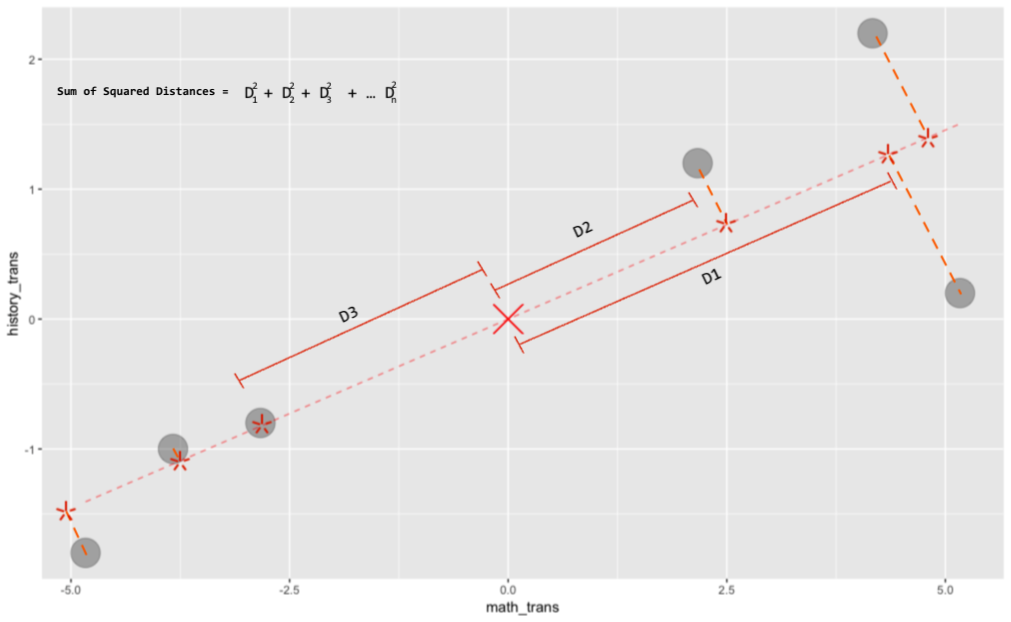 2
Sum of Squared Distances = D₁² + D₂² + D₃² + … Dₙ²
1
D2
D1
D3
0
-1
history_trans
-5.0 -2.5 0.0 2.5 5.0
math_trans